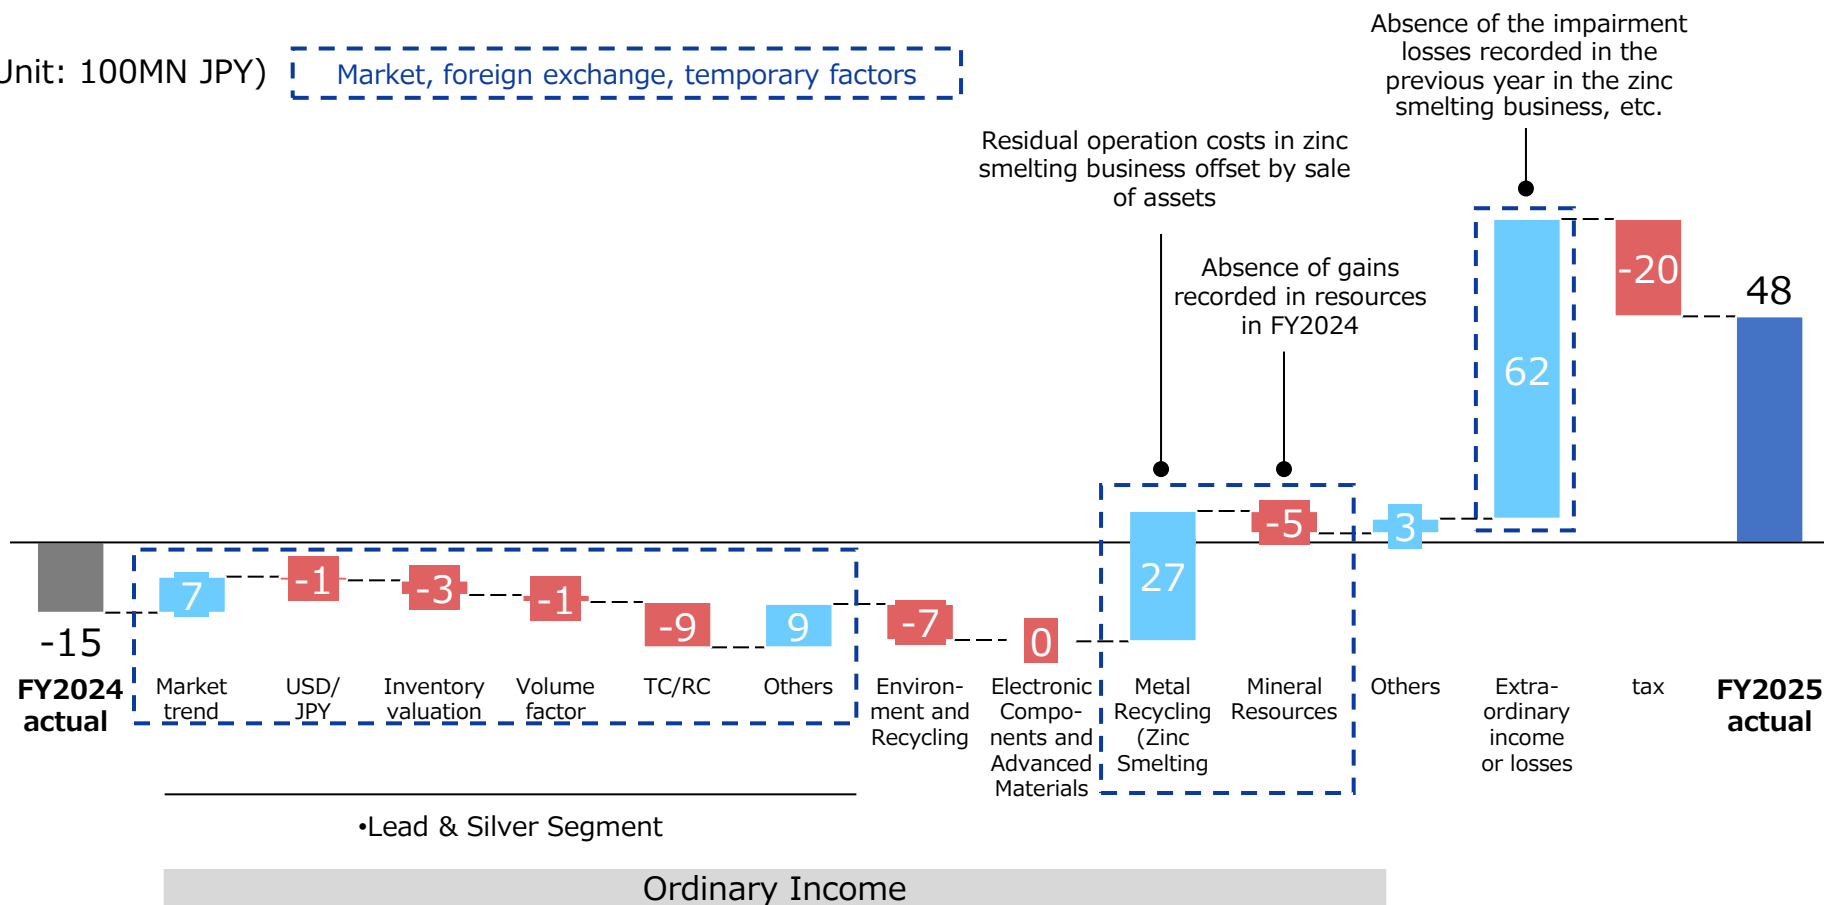 Unit: 100MN JPY)
Market, foreign exchange, temporary factors
Absence of the impairment
losses recorded in the
previous year in the zinc
smelting business, etc.
Residual operation costs in zinc
smelting business offset by sale
of assets
Absence of gains
recorded in resources
in FY2024
-15
7
-1
-3
-1
-9
9
-7
0
27
-5
3
62
-20
48
FY2024
actual
Market
trend
USD/
JPY
Inventory
valuation
Volume
factor
TC/RC
Others
Environ-
ment and
Recycling
Electronic
Compo-
nents and
Advanced
Materials
Metal
Recycling
(Zinc
Smelting
Mineral
Resources
Others
Extra-
ordinary
income
or losses
tax
FY2025
actual
•Lead & Silver Segment
Ordinary Income